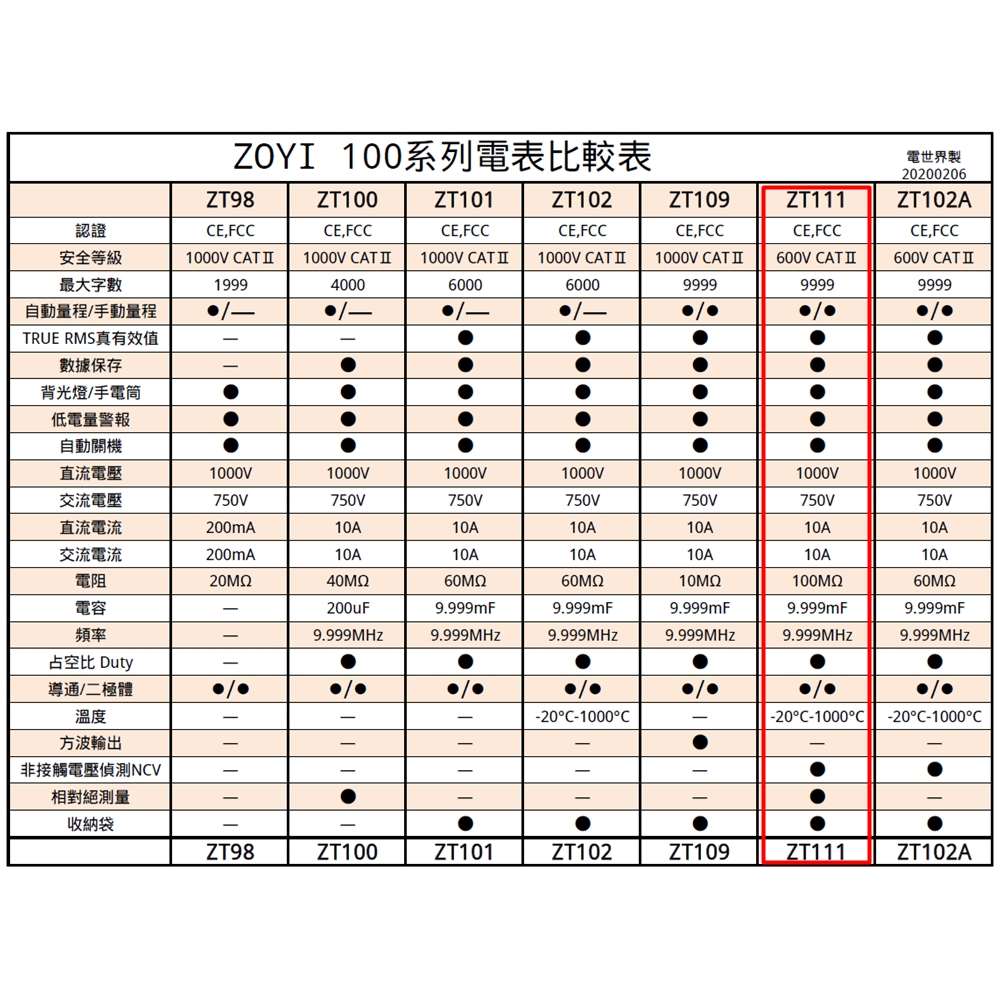 ZOYI 100系列電表比較表
電世界製
20200206
ZT98 ZT100 ZT101 ZT102 ZT109 ZT111 ZT102A
認證 CE,FCC CE,FCC CE,FCC CE,FCC CE,FCC CE,FCC CE,FCC
安全等級 1000V CATⅡ 1000V CATⅡ 1000V CATⅡ 1000V CATⅡ 1000V CATⅡ 600V CATⅡ 600V CATⅡ
最大字數 1999 4000 6000 6000 9999 9999 9999
自動量程/手動量程 ●/— ●/— ●/— ●/— ●/● ●/● ●/●
TRUE RMS真有效值 — — ● ● ● ● ●
數據保存 — ● ● ● ● ● ●
背光燈/手電筒 ● ● ● ● ● ● ●
低電量警報 ● ● ● ● ● ● ●
自動關機 ● ● ● ● ● ● ●
直流電壓 1000V 1000V 1000V 1000V 1000V 1000V 1000V
交流電壓 750V 750V 750V 750V 750V 750V 750V
直流電流 200mA 10A 10A 10A 10A 10A 10A
交流電流 200mA 10A 10A 10A 10A 10A 10A
電阻 20MΩ 40MΩ 60MΩ 60MΩ 10MΩ 100MΩ 60MΩ
電容 — 200uF 9.999mF 9.999mF 9.999mF 9.999mF 9.999mF
頻率 — 9.999MHz 9.999MHz 9.999MHz 9.999MHz 9.999MHz 9.999MHz
占空比 Duty — ● ● ● ● ● ●
導通/二極體 ●/● ●/● ●/● ●/● ●/● ●/● ●/●
溫度 — — — -20°C-1000°C — -20°C-1000°C -20°C-1000°C
方波輸出 — — — — ● — —
非接觸電壓偵測NCV — — — — — ● ●
相對絕測量 — ● — — — ● —
收納袋 — — ● ● ● ● ●
ZT98 ZT100 ZT101 ZT102 ZT109 ZT111 ZT102A